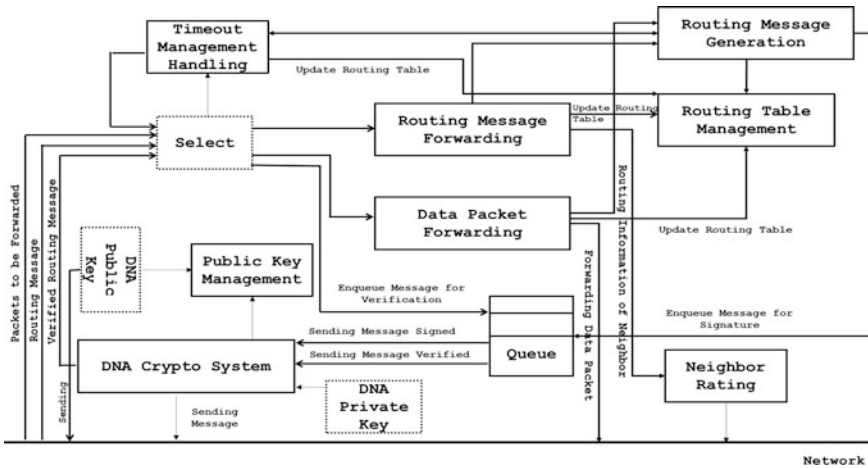 Timeout
Management
Handling
Routing Message
Generation
Update Routing Table
Update Routing
Table
Routing Message
Forwarding
Routing Table
Management
Select
Data Packet
Forwarding
Update Routing Table
Packets to be Forwarded
Routing Message
Verified Routing Message
DNA
Public
Key
Public Key
Management
Routing Information of Neighbor
Forwarding Data Packet
Enqueue Message for
Verification
Enqueue Message for
Signature
Sending Message Signed
Sending Message Verified
Queue
DNA Crypto System
Neighbor
Rating
DNA
Private
Key
Sending
Sending
Message
Network